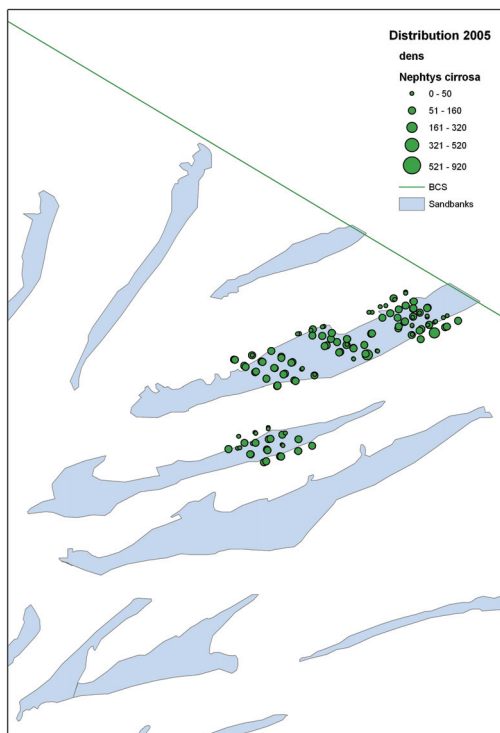 Distribution 2005
dens
Nephtys cirrosa
0 - 50
51 - 160
161 - 320
321 - 520
521 - 920
BCS
Sandbanks